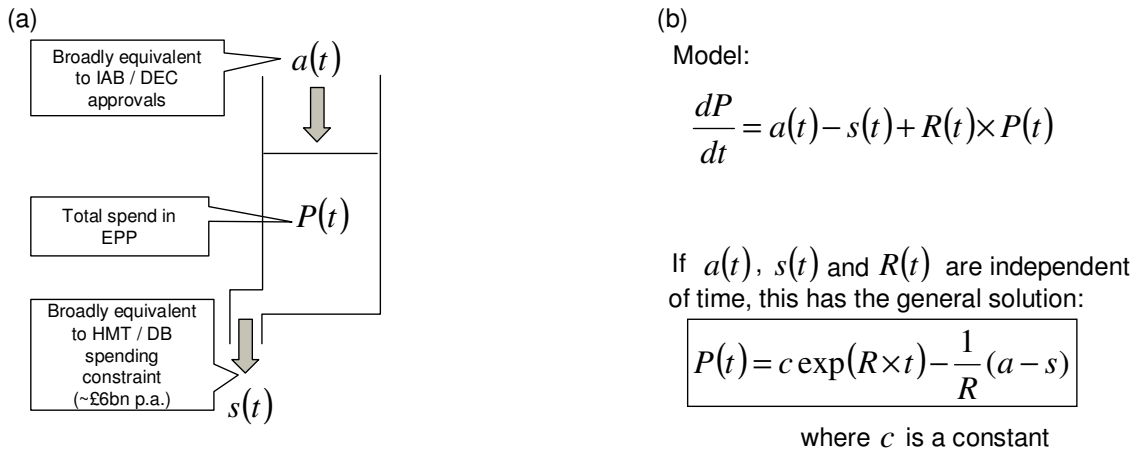 (a)
Broadly equivalent
to IAB / DEC
approvals
a(t)
Total spend in
EPP
P(t)
Broadly equivalent
to HMT / DB
spending
constraint
(~£6bn p.a.)
s(t)
(b)
Model:
dP/dt = a(t) − s(t) + R(t) × P(t)
If a(t), s(t) and R(t) are independent
of time, this has the general solution:
P(t) = c exp(R × t) − 1/R (a − s)
where c is a constant